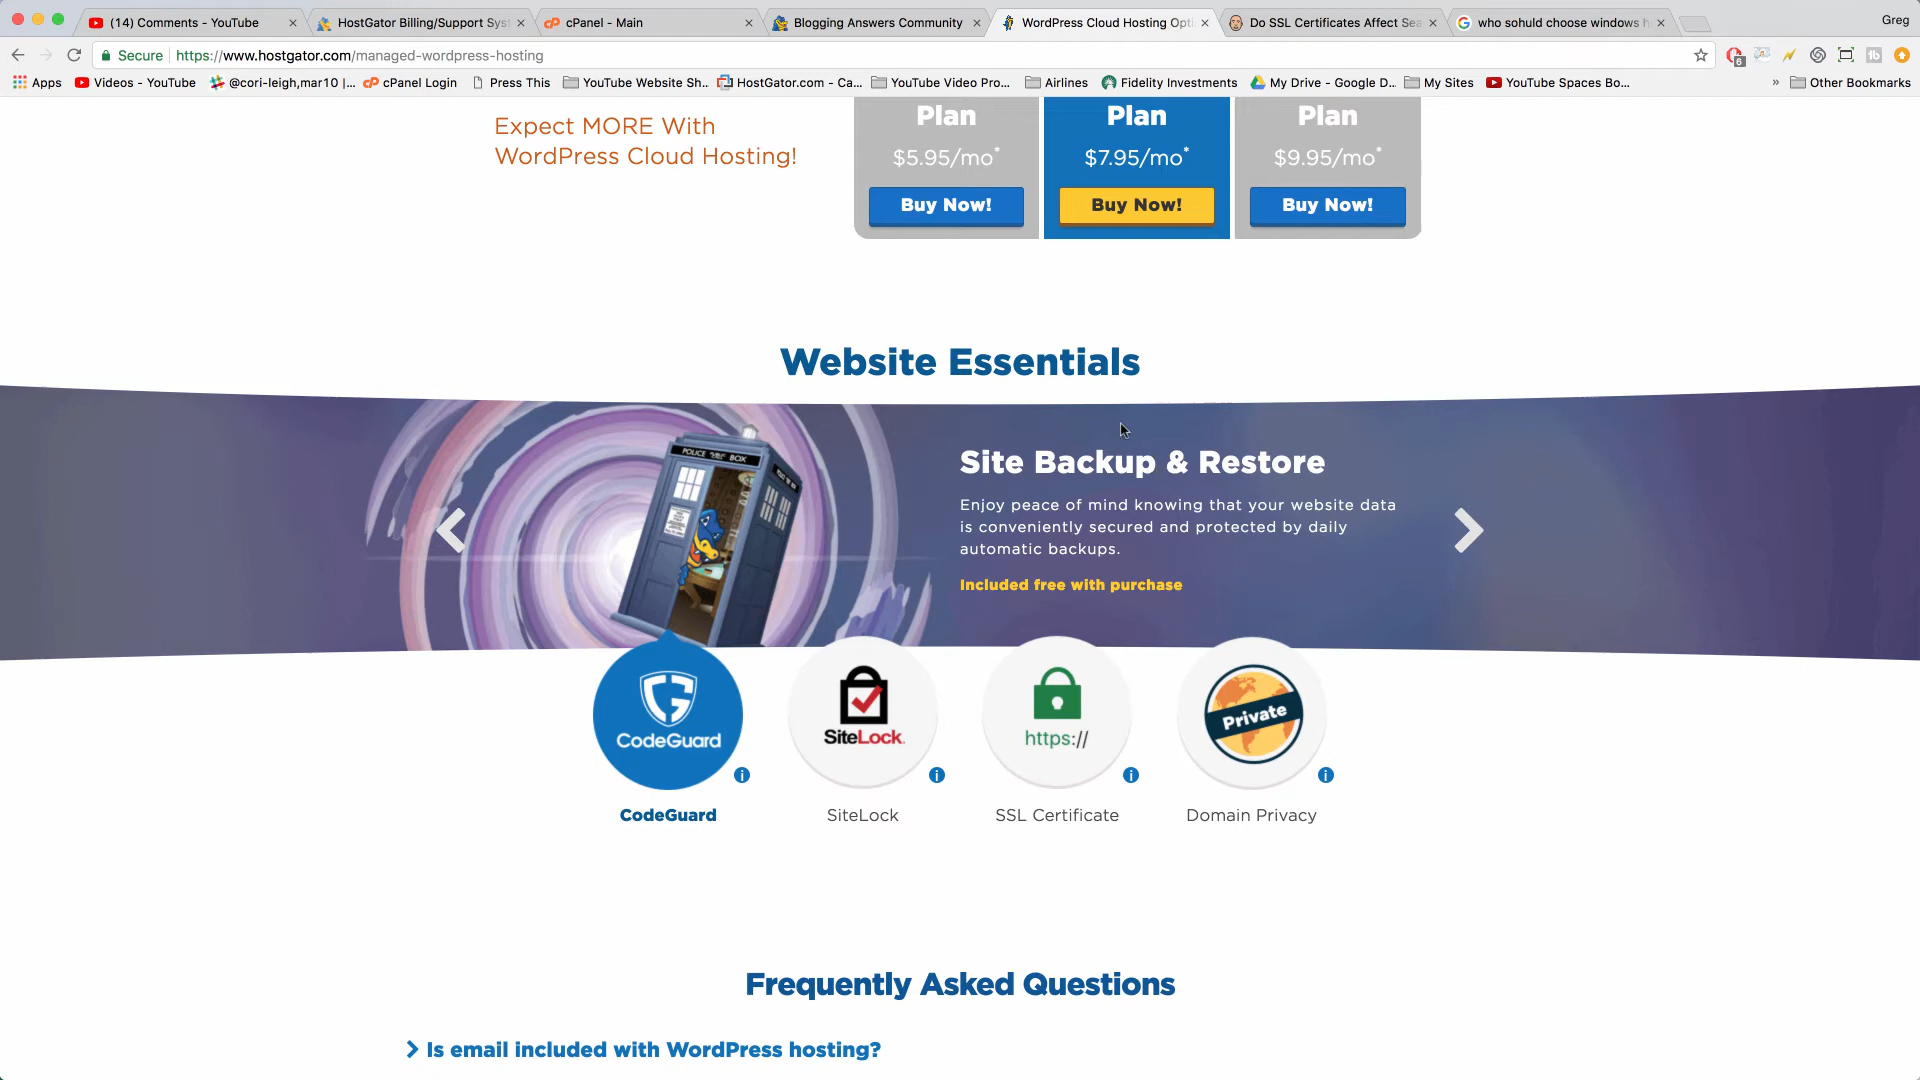 (14) Comments - YouTube
HostGator Billing/Support Sys
cPanel - Main
Blogging Answers Community
WordPress Cloud Hosting Opti
Do SSL Certificates Affect Sea
who sohuld choose windows h
Greg
Secure
https://www.hostgator.com/managed-wordpress-hosting
6
Apps
Videos - YouTube
@cori-leigh,mar10 |...
cPanel Login
Press This
YouTube Website Sh...
HostGator.com - Ca...
YouTube Video Pro...
Airlines
Fidelity Investments
My Drive - Google D...
My Sites
YouTube Spaces Bo...
»
Other Bookmarks
Expect MORE With
WordPress Cloud Hosting!
Plan
$5.95/mo*
Buy Now!
Plan
$7.95/mo*
Buy Now!
Plan
$9.95/mo*
Buy Now!
Website Essentials
POLICE PUBLIC CALL BOX
Site Backup & Restore
Enjoy peace of mind knowing that your website data
is conveniently secured and protected by daily
automatic backups.
Included free with purchase
CodeGuard
SiteLock.
https://
Private
CodeGuard
SiteLock
SSL Certificate
Domain Privacy
Frequently Asked Questions
Is email included with WordPress hosting?